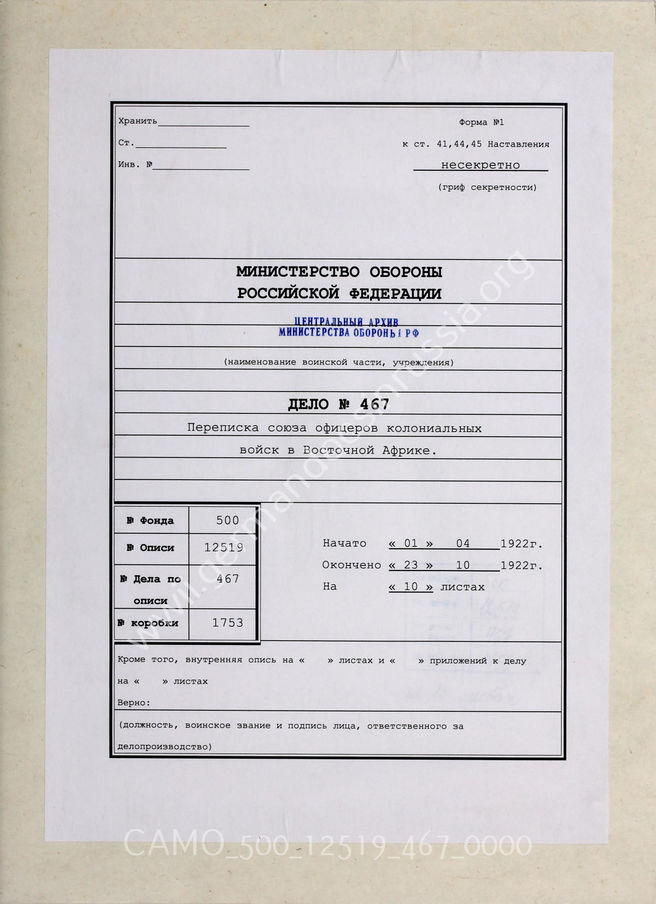 Хранить
Форма №1
Ст.
к ст. 41,44,45 Наставления
Инв. №
несекретно
(гриф секретности)
МИНИСТЕРСТВО ОБОРОНЫ
РОССИЙСКОЙ ФЕДЕРАЦИИ
ЦЕНТРАЛЬНЫЙ АРХИВ
МИНИСТЕРСТВА ОБОРОНЫ РФ
(наименование воинской части, учреждения)
ДЕЛО № 467
Переписка союза офицеров колониальных
войск в Восточной Африке.
№ Фонда 500
№ Описи 12519
№ Дела по описи 467
№ коробки 1753
Начато « 01 » 04 1922г.
Окончено « 23 » 10 1922г.
На « 10 » листах
Кроме того, внутренняя опись на « » листах и « » приложений к делу
на « » листах
Верно:
(должность, воинское звание и подпись лица, ответственного за
делопроизводство)
www.germandocsinrussia.org
CAMO_500_12519_467_0000